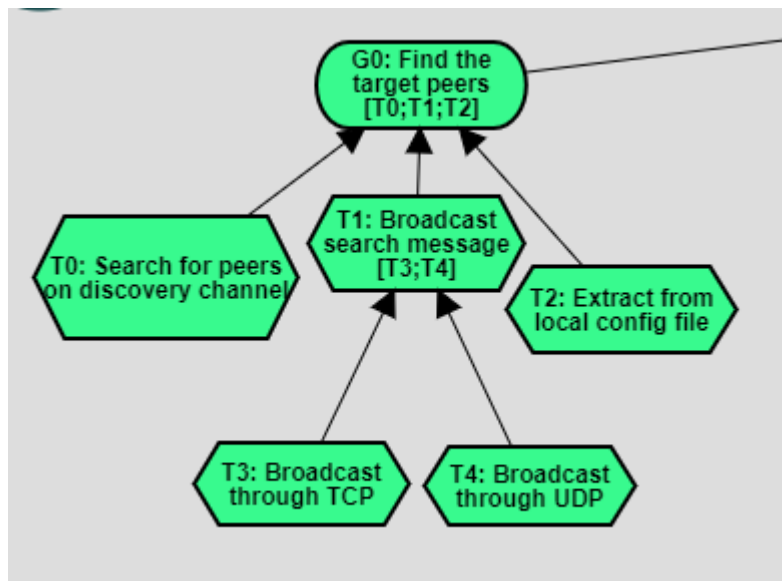 G0: Find the
target peers
[T0;T1;T2]
T0: Search for peers
on discovery channel
T1: Broadcast
search message
[T3;T4]
T2: Extract from
local config file
T3: Broadcast
through TCP
T4: Broadcast
through UDP